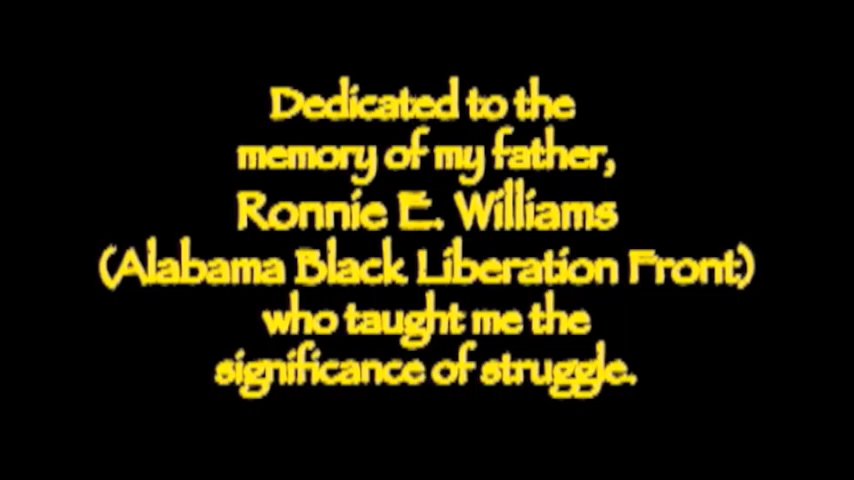 Dedicated to the
memory of my father,
Ronnie E. Williams
(Alabama Black Liberation Front)
who taught me the
significance of struggle.